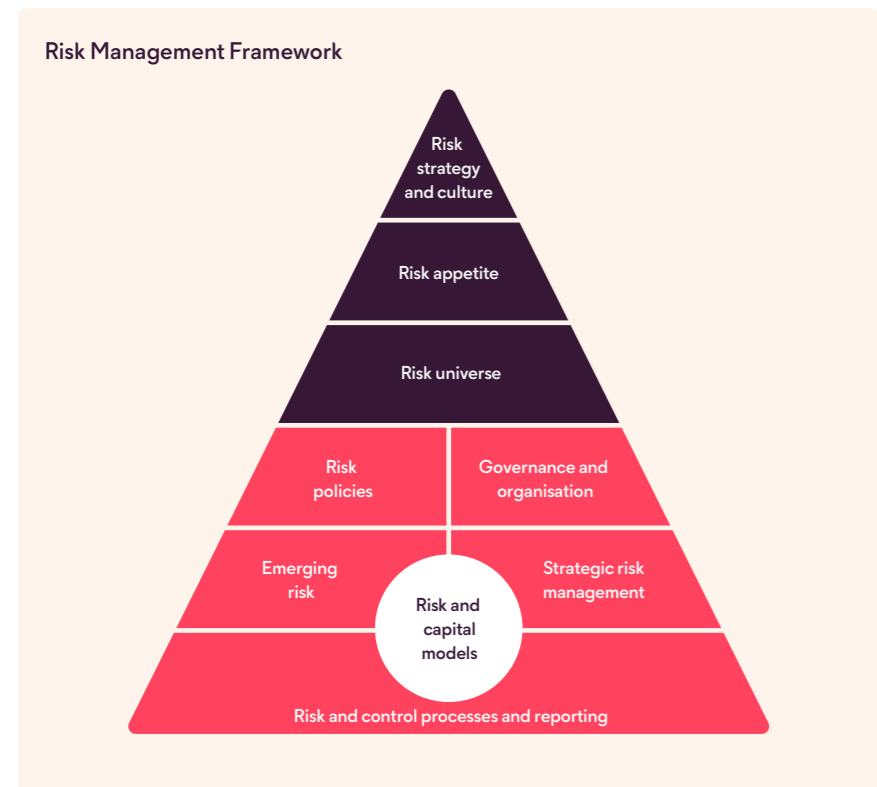 Risk Management Framework
Risk
strategy
and culture
Risk appetite
Risk universe
Risk
policies
Governance and
organisation
Emerging
risk
Strategic risk
management
Risk and
capital
models
Risk and control processes and reporting